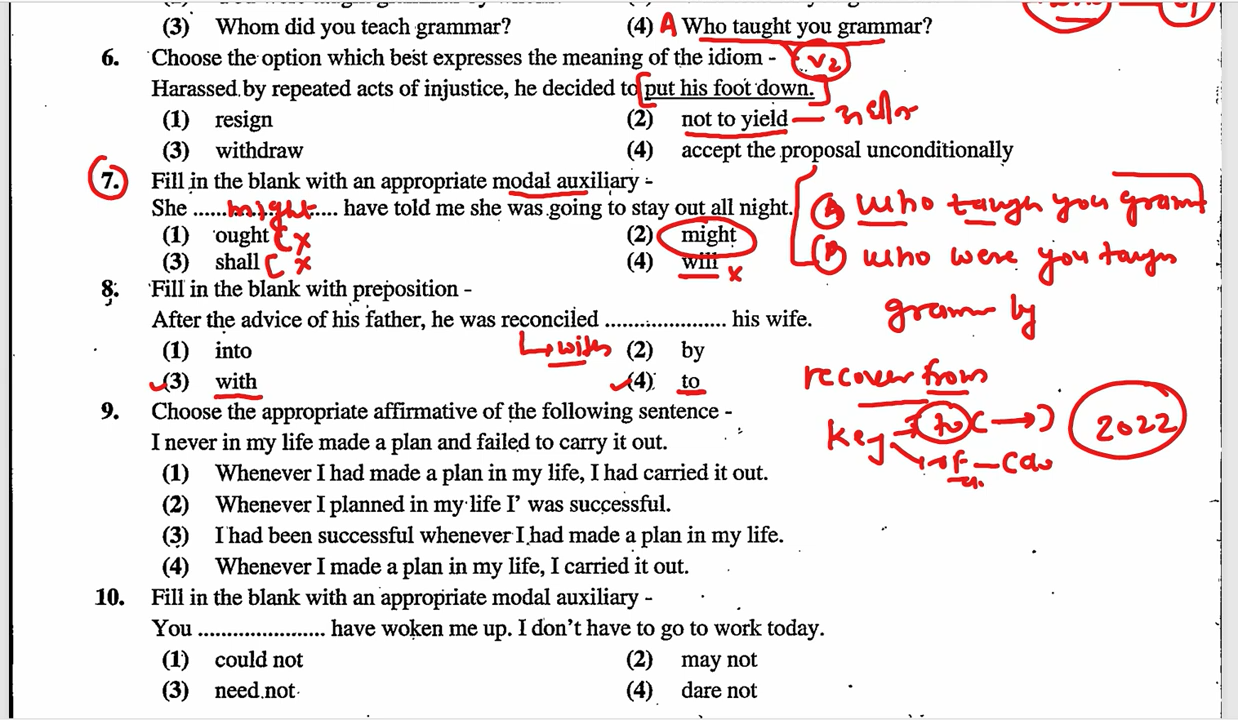 (3) Whom did you teach grammar? (4) A Who taught you grammar?
6. Choose the option which best expresses the meaning of the idiom - V2
Harassed by repeated acts of injustice, he decided to put his foot down.
(1) resign (2) not to yield
(3) withdraw (4) accept the proposal unconditionally
7. Fill in the blank with an appropriate modal auxiliary -
She ......might...... have told me she was going to stay out all night.
(1) ought x (2) might
(3) shall x (4) will x
A who taugh you gramm
B who were you taugh
gramm by
8. Fill in the blank with preposition -
After the advice of his father, he was reconciled ..................... his wife.
(1) into with (2) by
(3) with (4) to
recover from
key to 2022
of
9. Choose the appropriate affirmative of the following sentence -
I never in my life made a plan and failed to carry it out.
(1) Whenever I had made a plan in my life, I had carried it out.
(2) Whenever I planned in my life I' was successful.
(3) I had been successful whenever I had made a plan in my life.
(4) Whenever I made a plan in my life, I carried it out.
10. Fill in the blank with an appropriate modal auxiliary -
You ...................... have woken me up. I don't have to go to work today.
(1) could not (2) may not
(3) need not (4) dare not